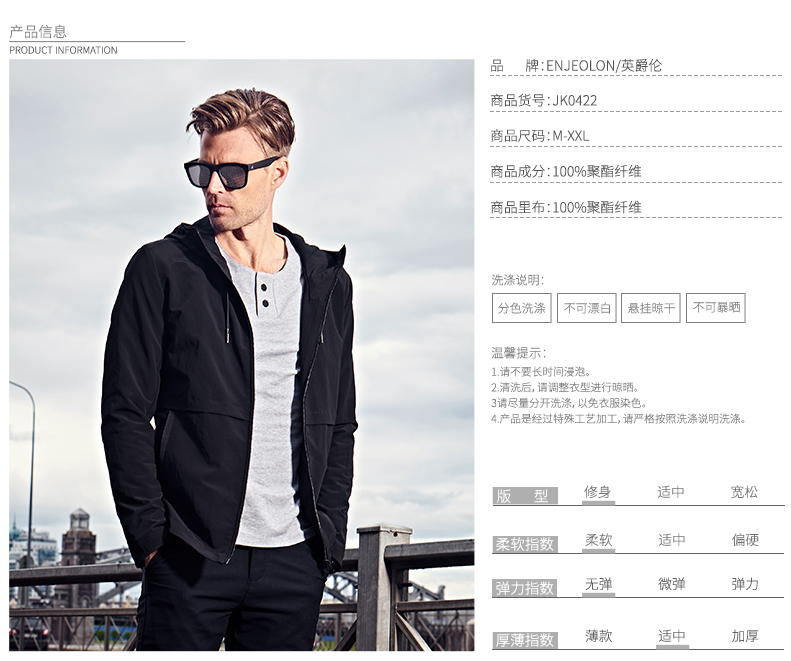 产品信息
PRODUCT INFORMATION
品 牌:ENJEOLON/英爵伦
商品货号:JK0422
商品尺码:M-XXL
商品成分:100%聚酯纤维
商品里布:100%聚酯纤维
洗涤说明:
分色洗涤 不可漂白 悬挂晾干 不可暴晒
温馨提示:
1.请不要长时间浸泡。
2.清洗后, 请调整衣型进行晾晒。
3请尽量分开洗涤, 以免衣服染色。
4.产品是经过特殊工艺加工, 请严格按照洗涤说明洗涤。
版 型 修身 适中 宽松
柔软指数 柔软 适中 偏硬
弹力指数 无弹 微弹 弹力
厚薄指数 薄款 适中 加厚